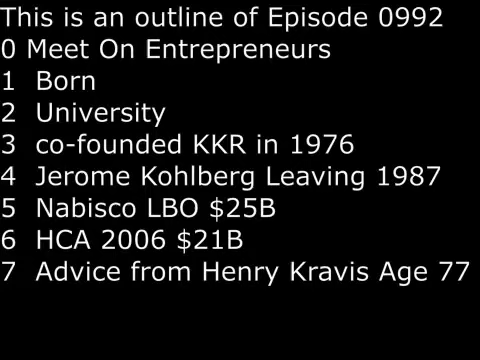 This is an outline of Episode 0992
0 Meet On Entrepreneurs
1 Born
2 University
3 co-founded KKR in 1976
4 Jerome Kohlberg Leaving 1987
5 Nabisco LBO $25B
6 HCA 2006 $21B
7 Advice from Henry Kravis Age 77